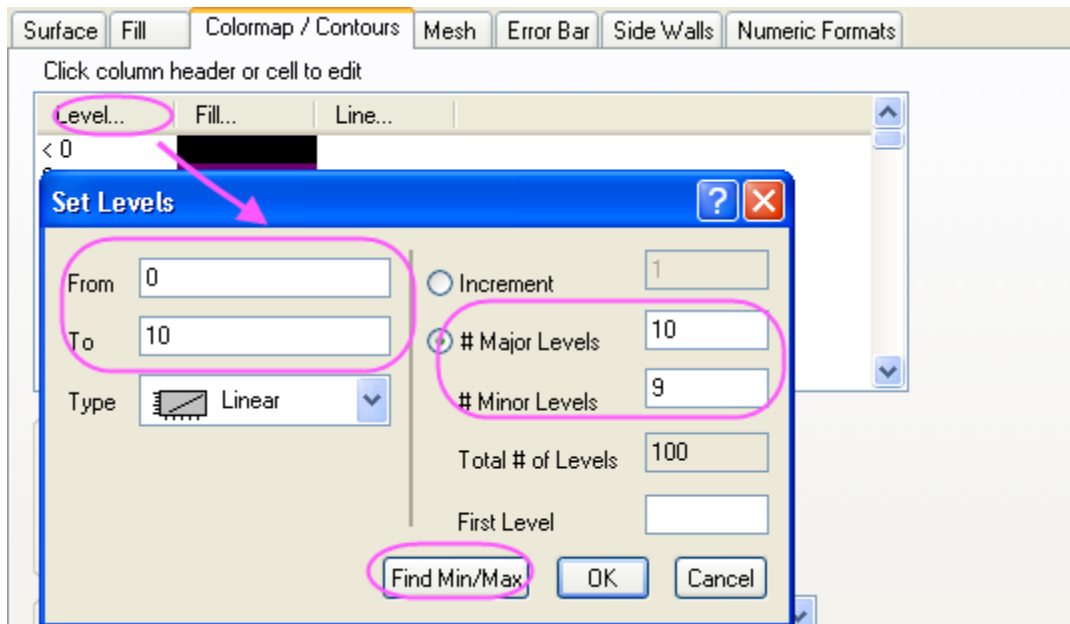 Surface Fill Colormap / Contours Mesh Error Bar Side Walls Numeric Formats
Click column header or cell to edit
Level... Fill... Line...
< 0
Set Levels
From 0
To 10
Type Linear
Increment 1
# Major Levels 10
# Minor Levels 9
Total # of Levels 100
First Level
Find Min/Max OK Cancel